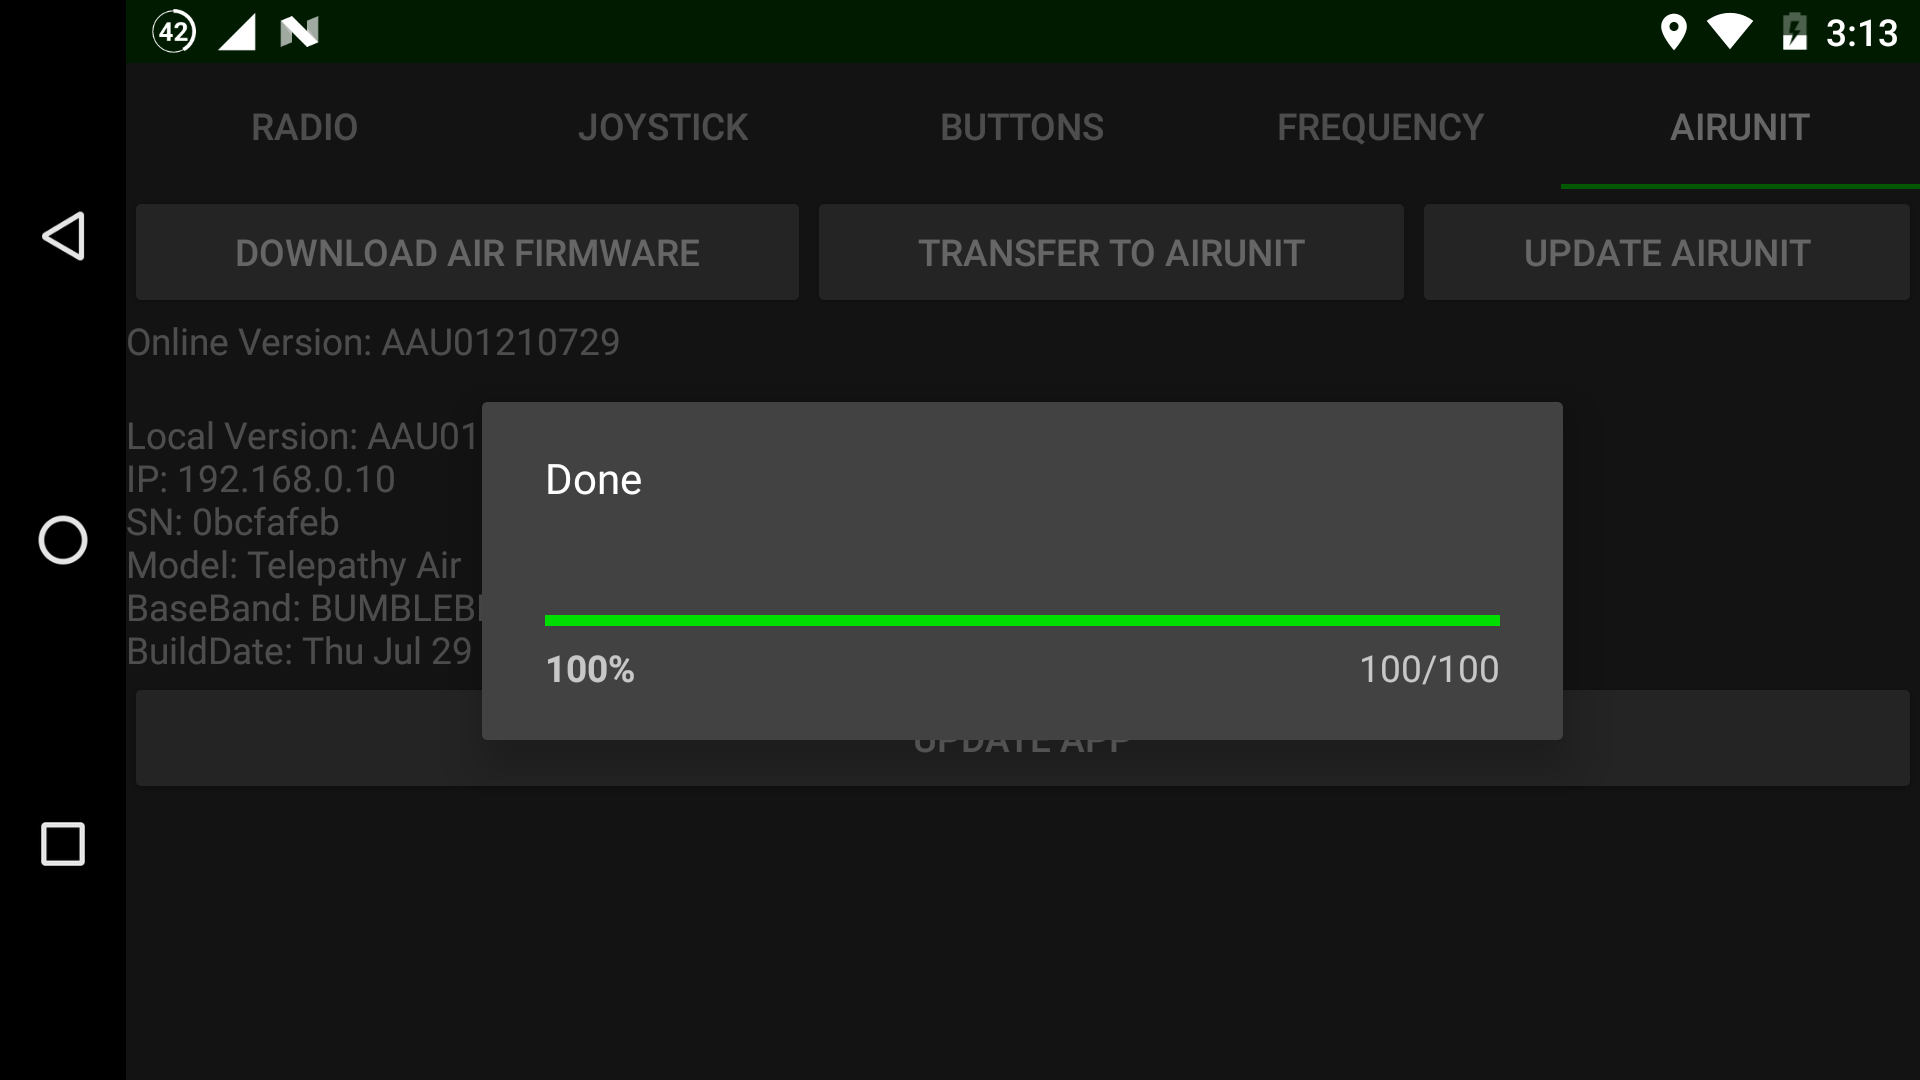 42 3:13
RADIO JOYSTICK BUTTONS FREQUENCY AIRUNIT
DOWNLOAD AIR FIRMWARE TRANSFER TO AIRUNIT UPDATE AIRUNIT
Online Version: AAU01210729
Local Version: AAU01
IP: 192.168.0.10
SN: 0bcfafeb
Model: Telepathy Air
BaseBand:
BuildDate: Thu Jul 29
Done
100% 100/100
UPDATE APP